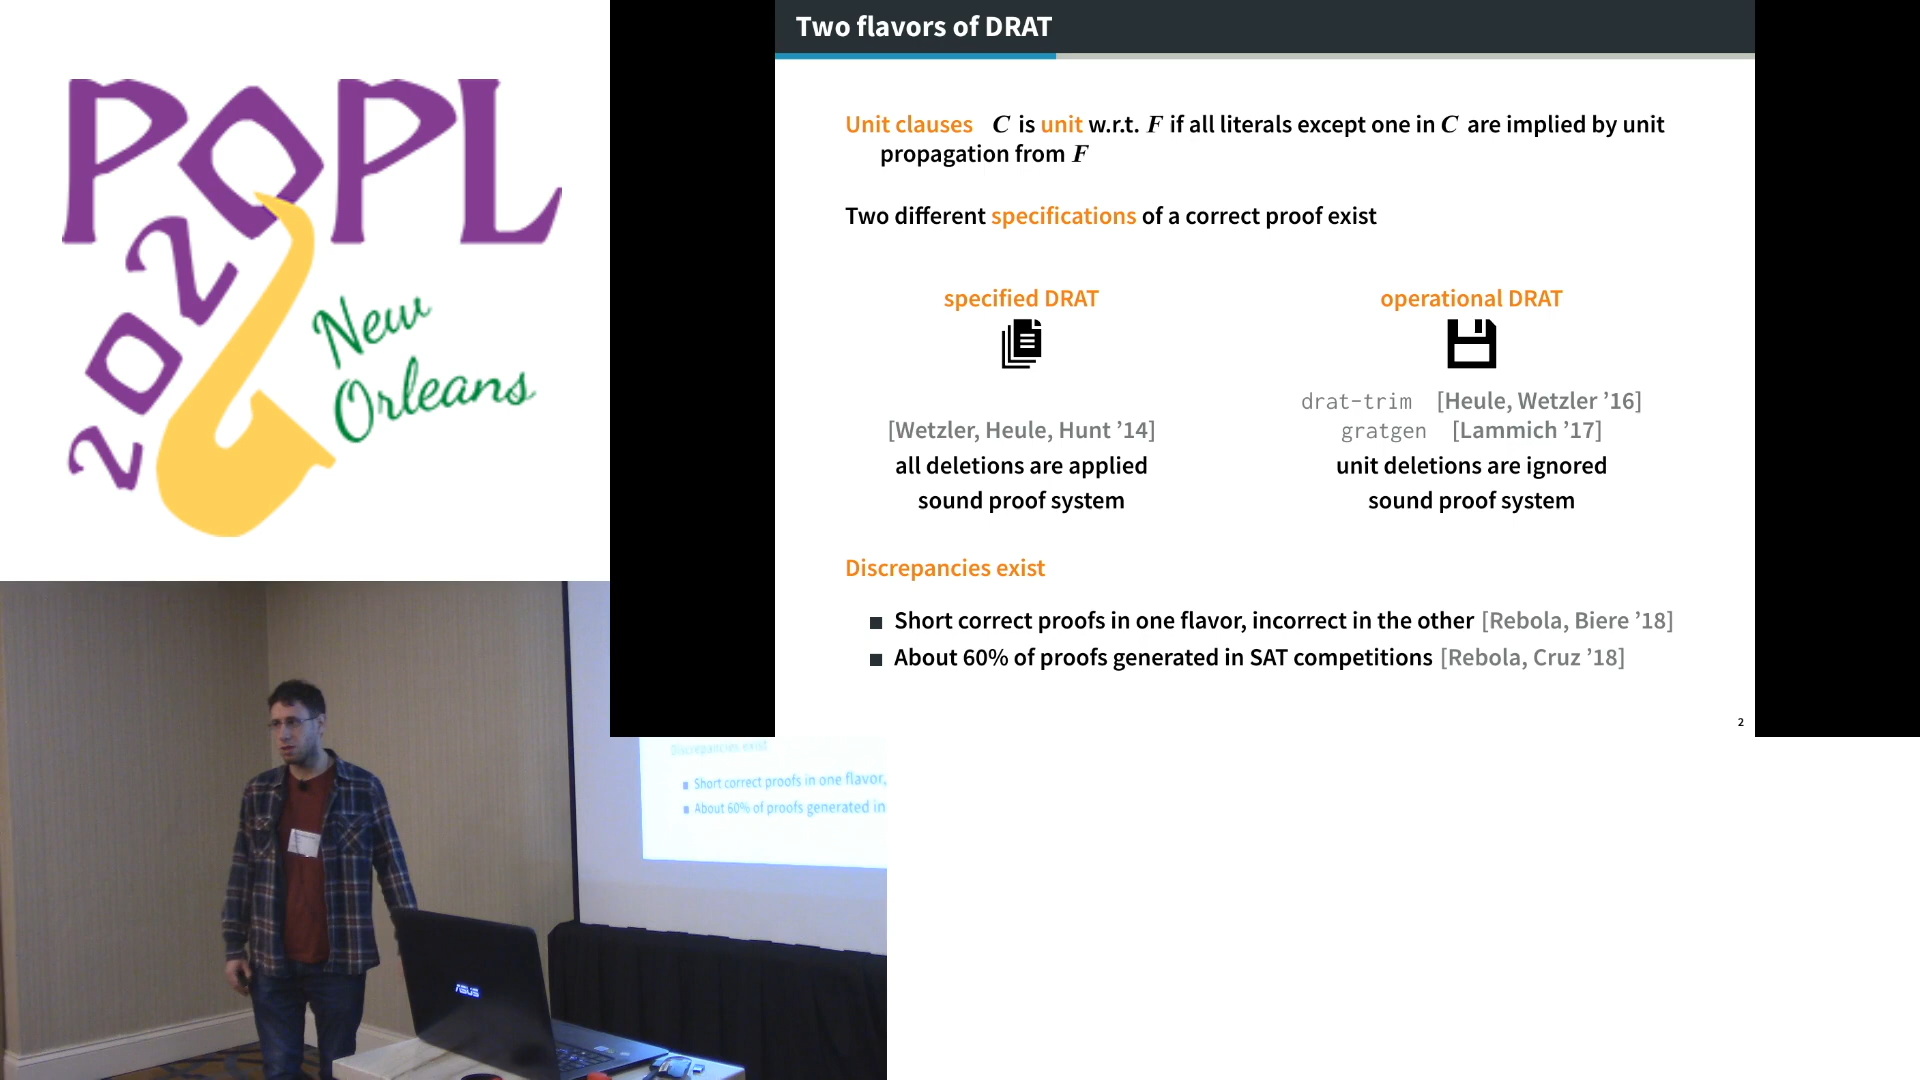 POPL
2020
New
Orleans
Two flavors of DRAT
Unit clauses C is unit w.r.t. F if all literals except one in C are implied by unit
propagation from F
Two different specifications of a correct proof exist
specified DRAT
[Wetzler, Heule, Hunt ’14]
all deletions are applied
sound proof system
operational DRAT
drat-trim [Heule, Wetzler ’16]
gratgen [Lammich ’17]
unit deletions are ignored
sound proof system
Discrepancies exist
■ Short correct proofs in one flavor, incorrect in the other [Rebola, Biere ’18]
■ About 60% of proofs generated in SAT competitions [Rebola, Cruz ’18]
2
Discrepancies exist
■ Short correct proofs in one flavor,
■ About 60% of proofs generated in
ASUS